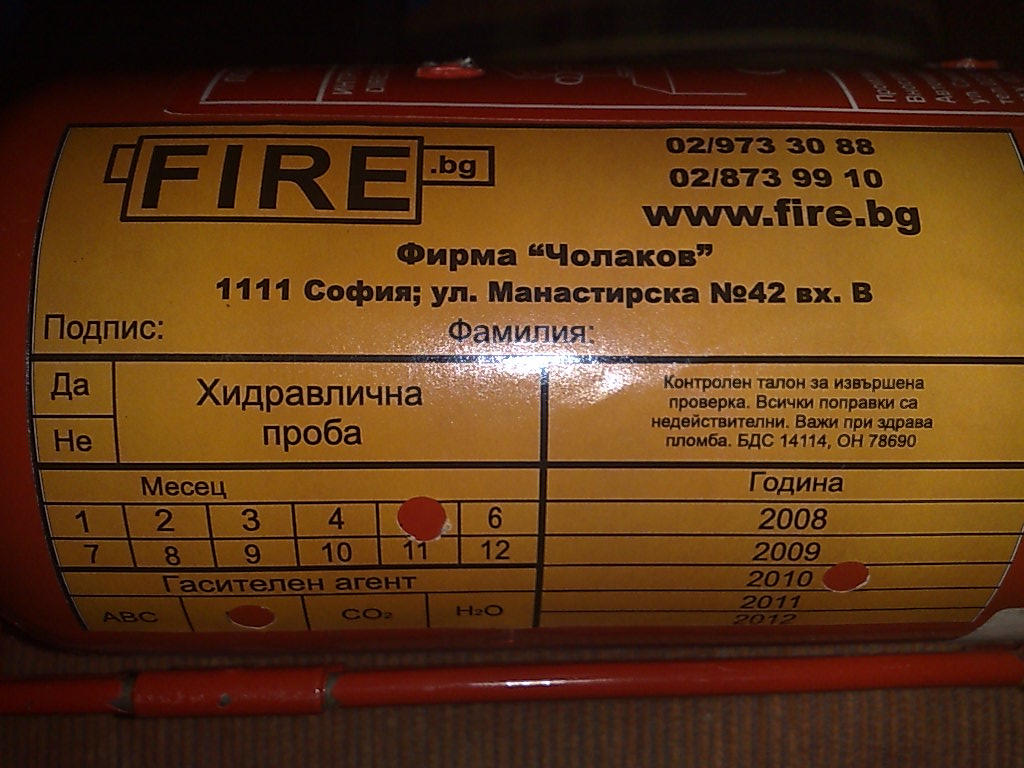 FIRE.bg
02/973 30 88
02/873 99 10
www.fire.bg
Фирма “Чолаков”
1111 София; ул. Манастирска №42 вх. В
Подпис: Фамилия:
Да
Не
Хидравлична
проба
Контролен талон за извършена
проверка. Всички поправки са
недействителни. Важи при здрава
пломба. БДС 14114, ОН 78690
Месец
1 2 3 4 6
7 8 9 10 11 12
Гасителен агент
ABC CO₂ H₂O
Година
2008
2009
2010
2011
2012